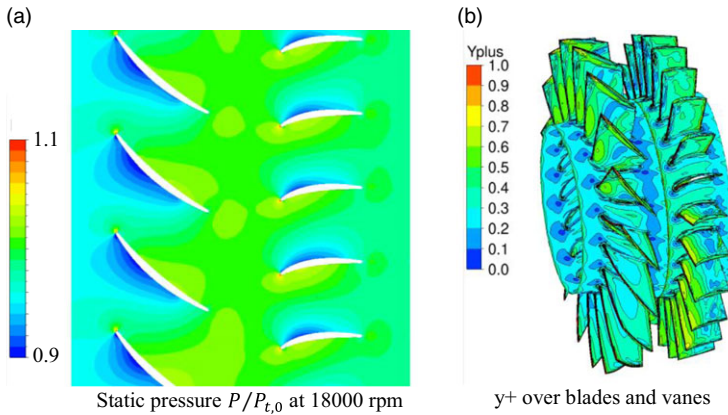 (a)
1.1
0.9
Static pressure P/P_{t,0} at 18000 rpm
(b)
Yplus
1.0
0.9
0.8
0.7
0.6
0.5
0.4
0.3
0.2
0.1
0.0
y+ over blades and vanes